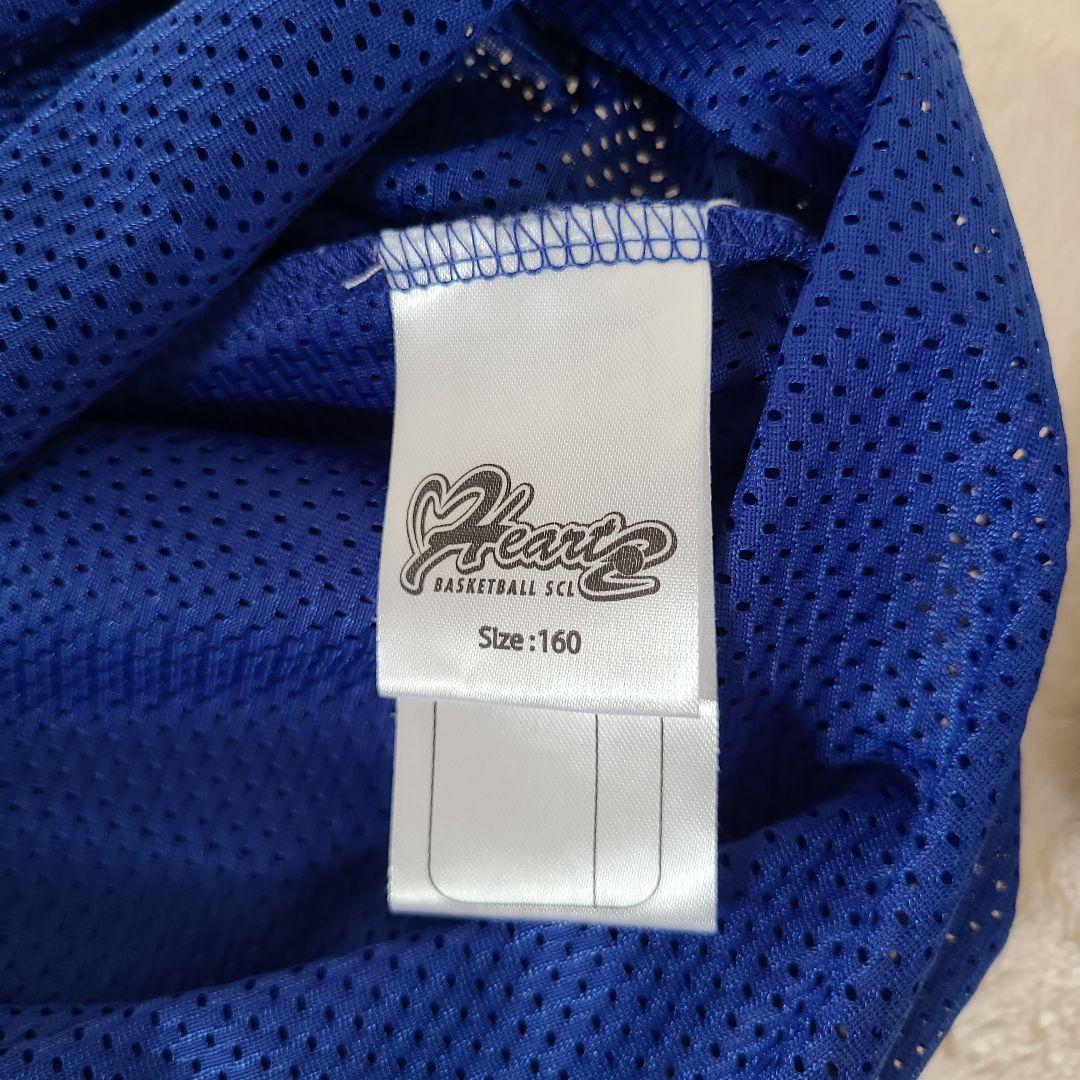 Heart's
BASKETBALL SCL
Size : 160